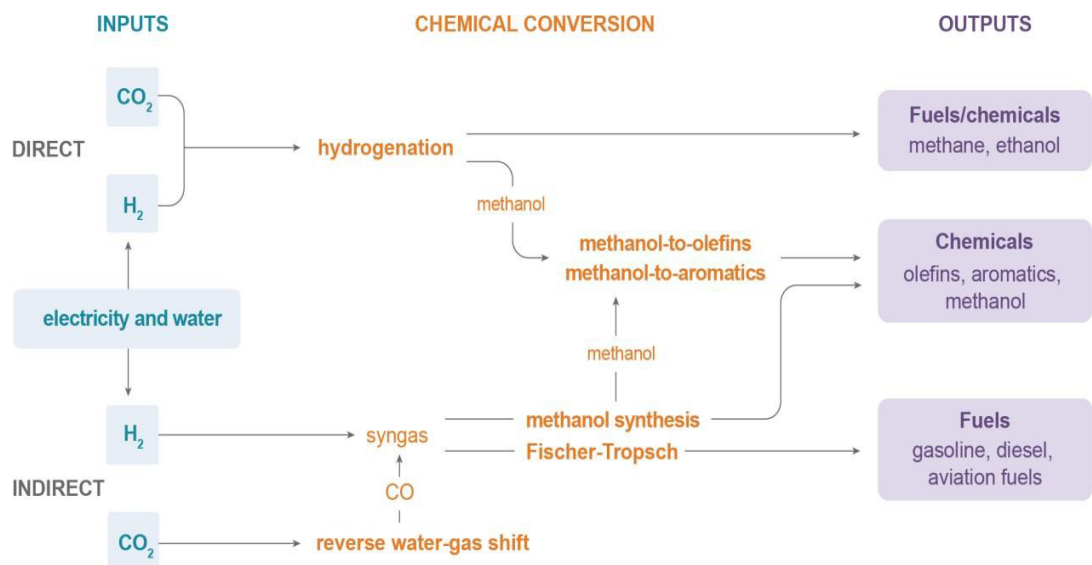 INPUTS
CHEMICAL CONVERSION
OUTPUTS
CO₂
DIRECT
H₂
hydrogenation
methanol
Fuels/chemicals
methane, ethanol
methanol-to-olefins
methanol-to-aromatics
Chemicals
olefins, aromatics,
methanol
electricity and water
methanol
H₂
syngas
methanol synthesis
Fischer-Tropsch
Fuels
gasoline, diesel,
aviation fuels
INDIRECT
CO
CO₂
reverse water-gas shift